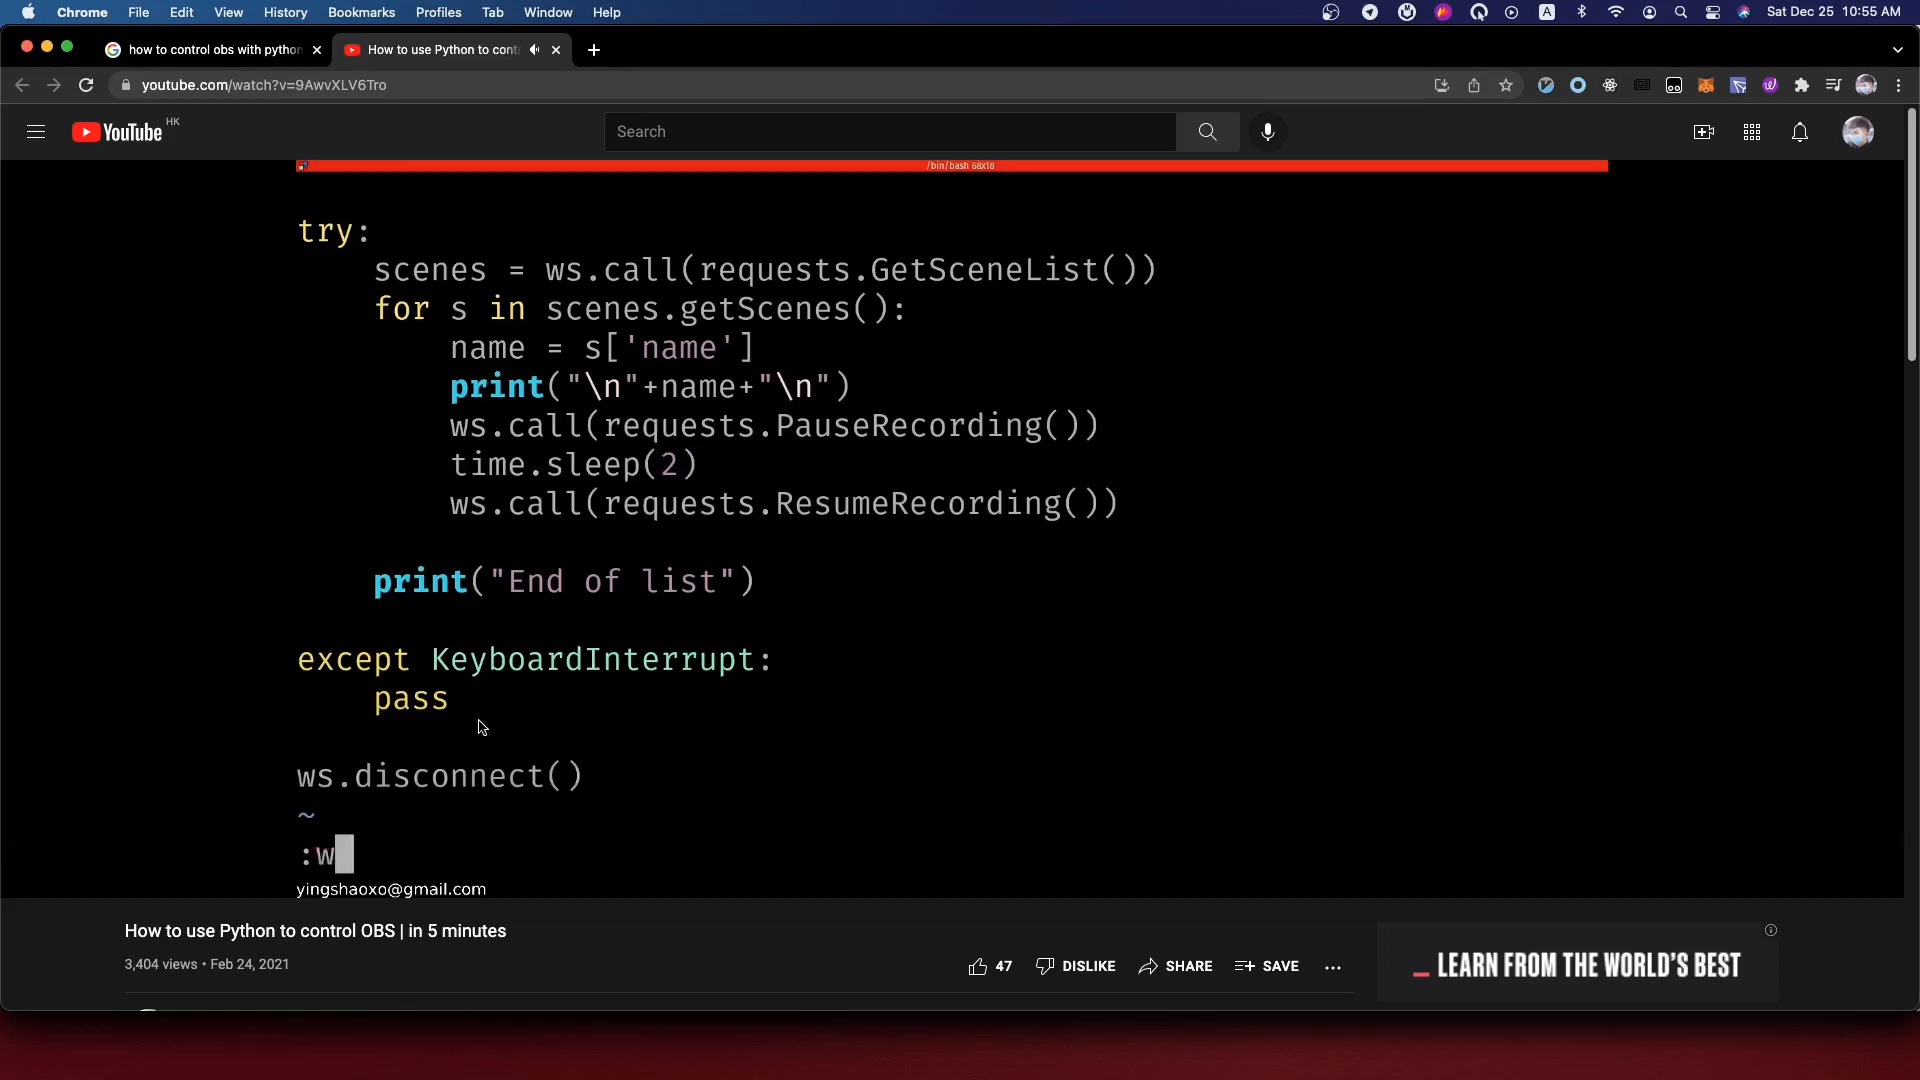 Chrome File Edit View History Bookmarks Profiles Tab Window Help
A
Sat Dec 25 10:55 AM
how to control obs with python
How to use Python to cont
youtube.com/watch?v=9AwvXLV6Tro
YouTube HK
Search
/bin/bash 68x18
try:
scenes = ws.call(requests.GetSceneList())
for s in scenes.getScenes():
name = s['name']
print("\n"+name+"\n")
ws.call(requests.PauseRecording())
time.sleep(2)
ws.call(requests.ResumeRecording())
print("End of list")
except KeyboardInterrupt:
pass
ws.disconnect()
~
:w
yingshaoxo@gmail.com
How to use Python to control OBS | in 5 minutes
3,404 views • Feb 24, 2021
47 DISLIKE SHARE SAVE ...
LEARN FROM THE WORLD'S BEST